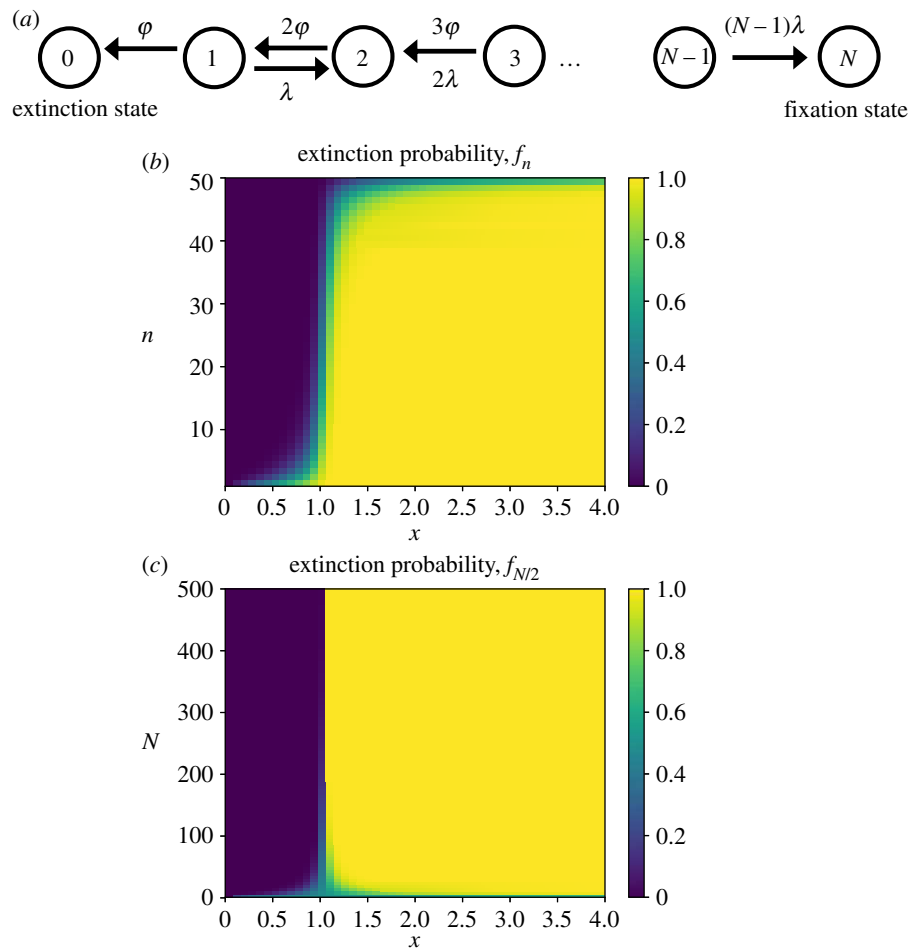 (a)
φ 2φ 3φ (N−1)λ
0 1 2 3 ... N−1 N
λ 2λ
extinction state fixation state
(b) extinction probability, fn
50
40
30
20
10
n
0 0.5 1.0 1.5 2.0 2.5 3.0 3.5 4.0
x
1.0
0.8
0.6
0.4
0.2
0
(c) extinction probability, fN/2
500
400
300
200
100
0
N
0 0.5 1.0 1.5 2.0 2.5 3.0 3.5 4.0
x
1.0
0.8
0.6
0.4
0.2
0